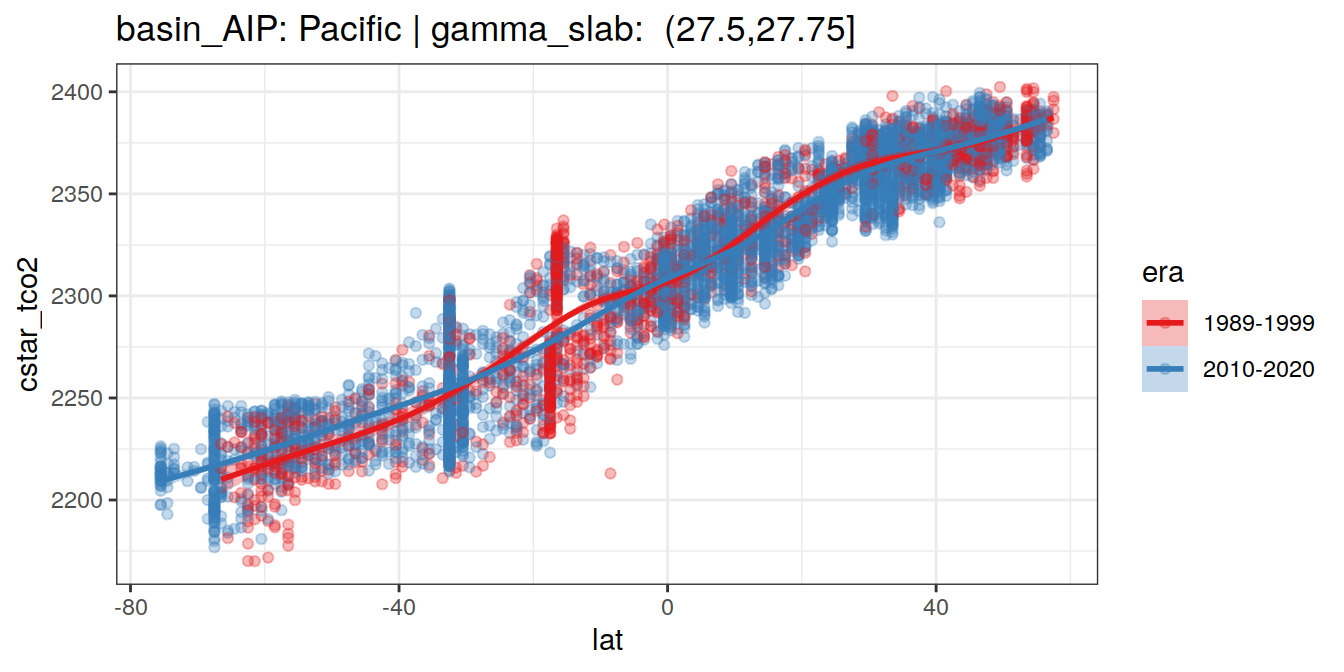 basin_AIP: Pacific | gamma_slab:  (27.5,27.75]
2400
2350
2300
2250
2200
cstar_tco2
-80
-40
0
40
lat
era
1989-1999
2010-2020